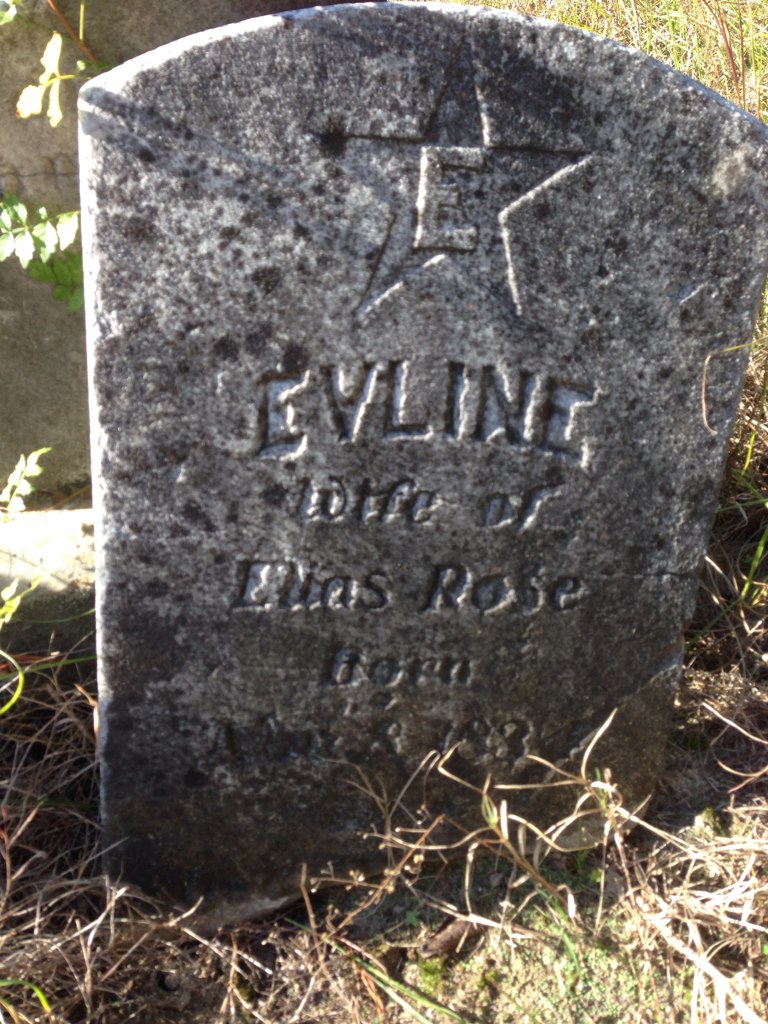 E
EVLINE
Wife of
Elias Rose
Born